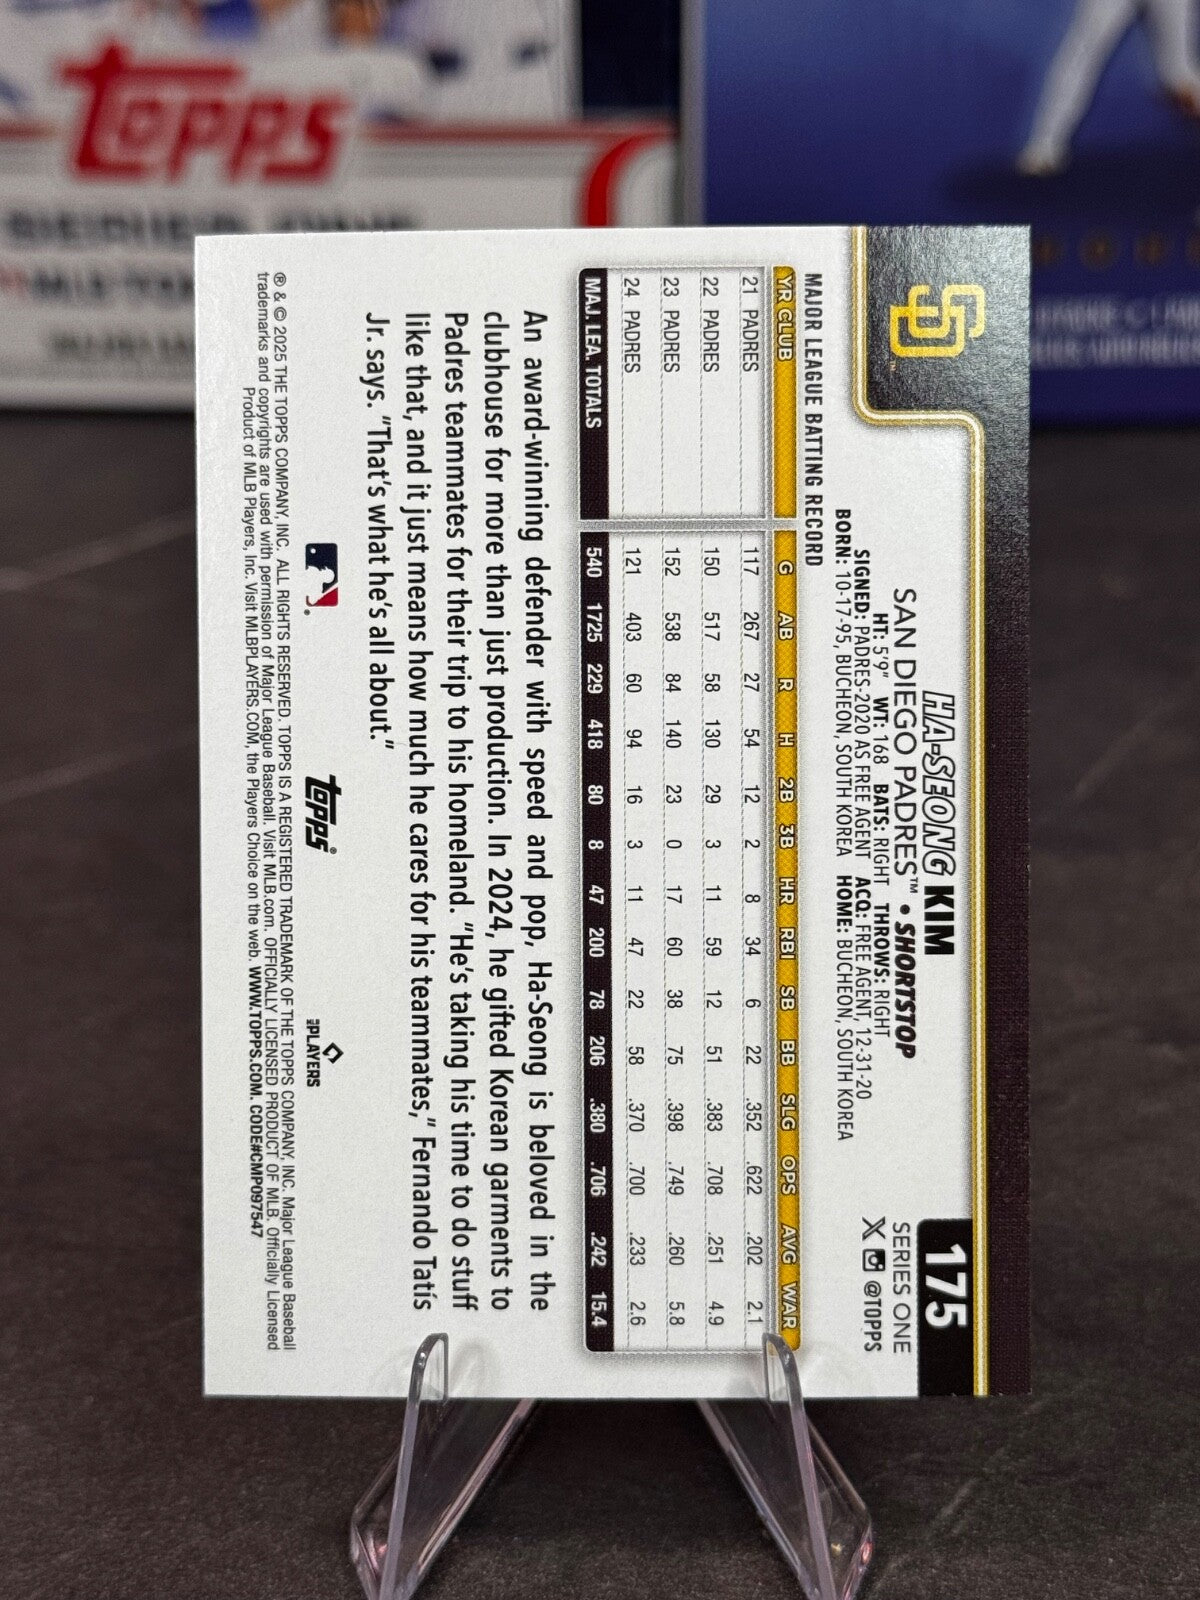 TOPPS
SERIES ONE
SD
HA-SEONG KIM
SAN DIEGO PADRES™ • SHORTSTOP
HT: 5'9" WT: 168 BATS: RIGHT THROWS: RIGHT
SIGNED: PADRES-2020 AS FREE AGENT ACQ: FREE AGENT, 12-31-20
BORN: 10-17-95, BUCHEON, SOUTH KOREA HOME: BUCHEON, SOUTH KOREA
175
SERIES ONE
X @TOPPS
MAJOR LEAGUE BATTING RECORD
YR CLUB G AB R H 2B 3B HR RBI SB BB SLG OPS AVG WAR
21 PADRES 117 267 27 54 12 2 8 34 6 22 .352 .622 .202 2.1
22 PADRES 150 517 58 130 29 3 11 59 12 51 .383 .708 .251 4.9
23 PADRES 152 538 84 140 23 0 17 60 38 75 .398 .749 .260 5.8
24 PADRES 121 403 60 94 16 3 11 47 22 58 .370 .700 .233 2.6
MAJ. LEA. TOTALS 540 1725 229 418 80 8 47 200 78 206 .380 .706 .242 15.4
An award-winning defender with speed and pop, Ha-Seong is beloved in the
clubhouse for more than just production. In 2024, he gifted Korean garments to
Padres teammates for their trip to his homeland. "He's taking his time to do stuff
like that, and it just means how much he cares for his teammates," Fernando Tatís
Jr. says. "That's what he's all about."
®
Topps®
MLB PLAYERS
® & © 2025 THE TOPPS COMPANY, INC. ALL RIGHTS RESERVED. TOPPS IS A REGISTERED TRADEMARK OF THE TOPPS COMPANY, INC. Major League Baseball
trademarks and copyrights are used with permission of Major League Baseball. Visit MLB.com. OFFICIALLY LICENSED PRODUCT OF MLB. Officially Licensed
Product of MLB Players, Inc. Visit MLBPLAYERS.COM, the Players Choice on the web. WWW.TOPPS.COM. CODE#CMP097547